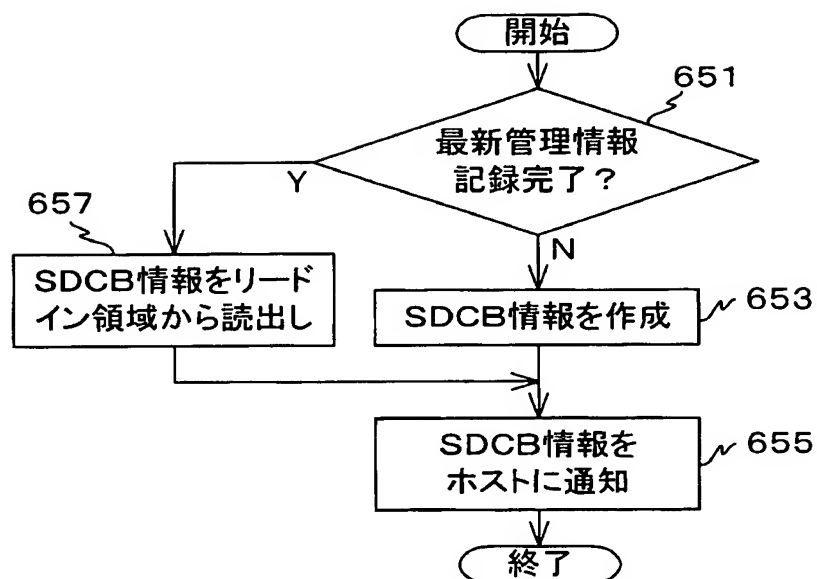 開始
651
最新管理情報
記録完了？
Y
N
657
SDCB情報をリード
イン領域から読出し
SDCB情報を作成
653
SDCB情報を
ホストに通知
655
終了